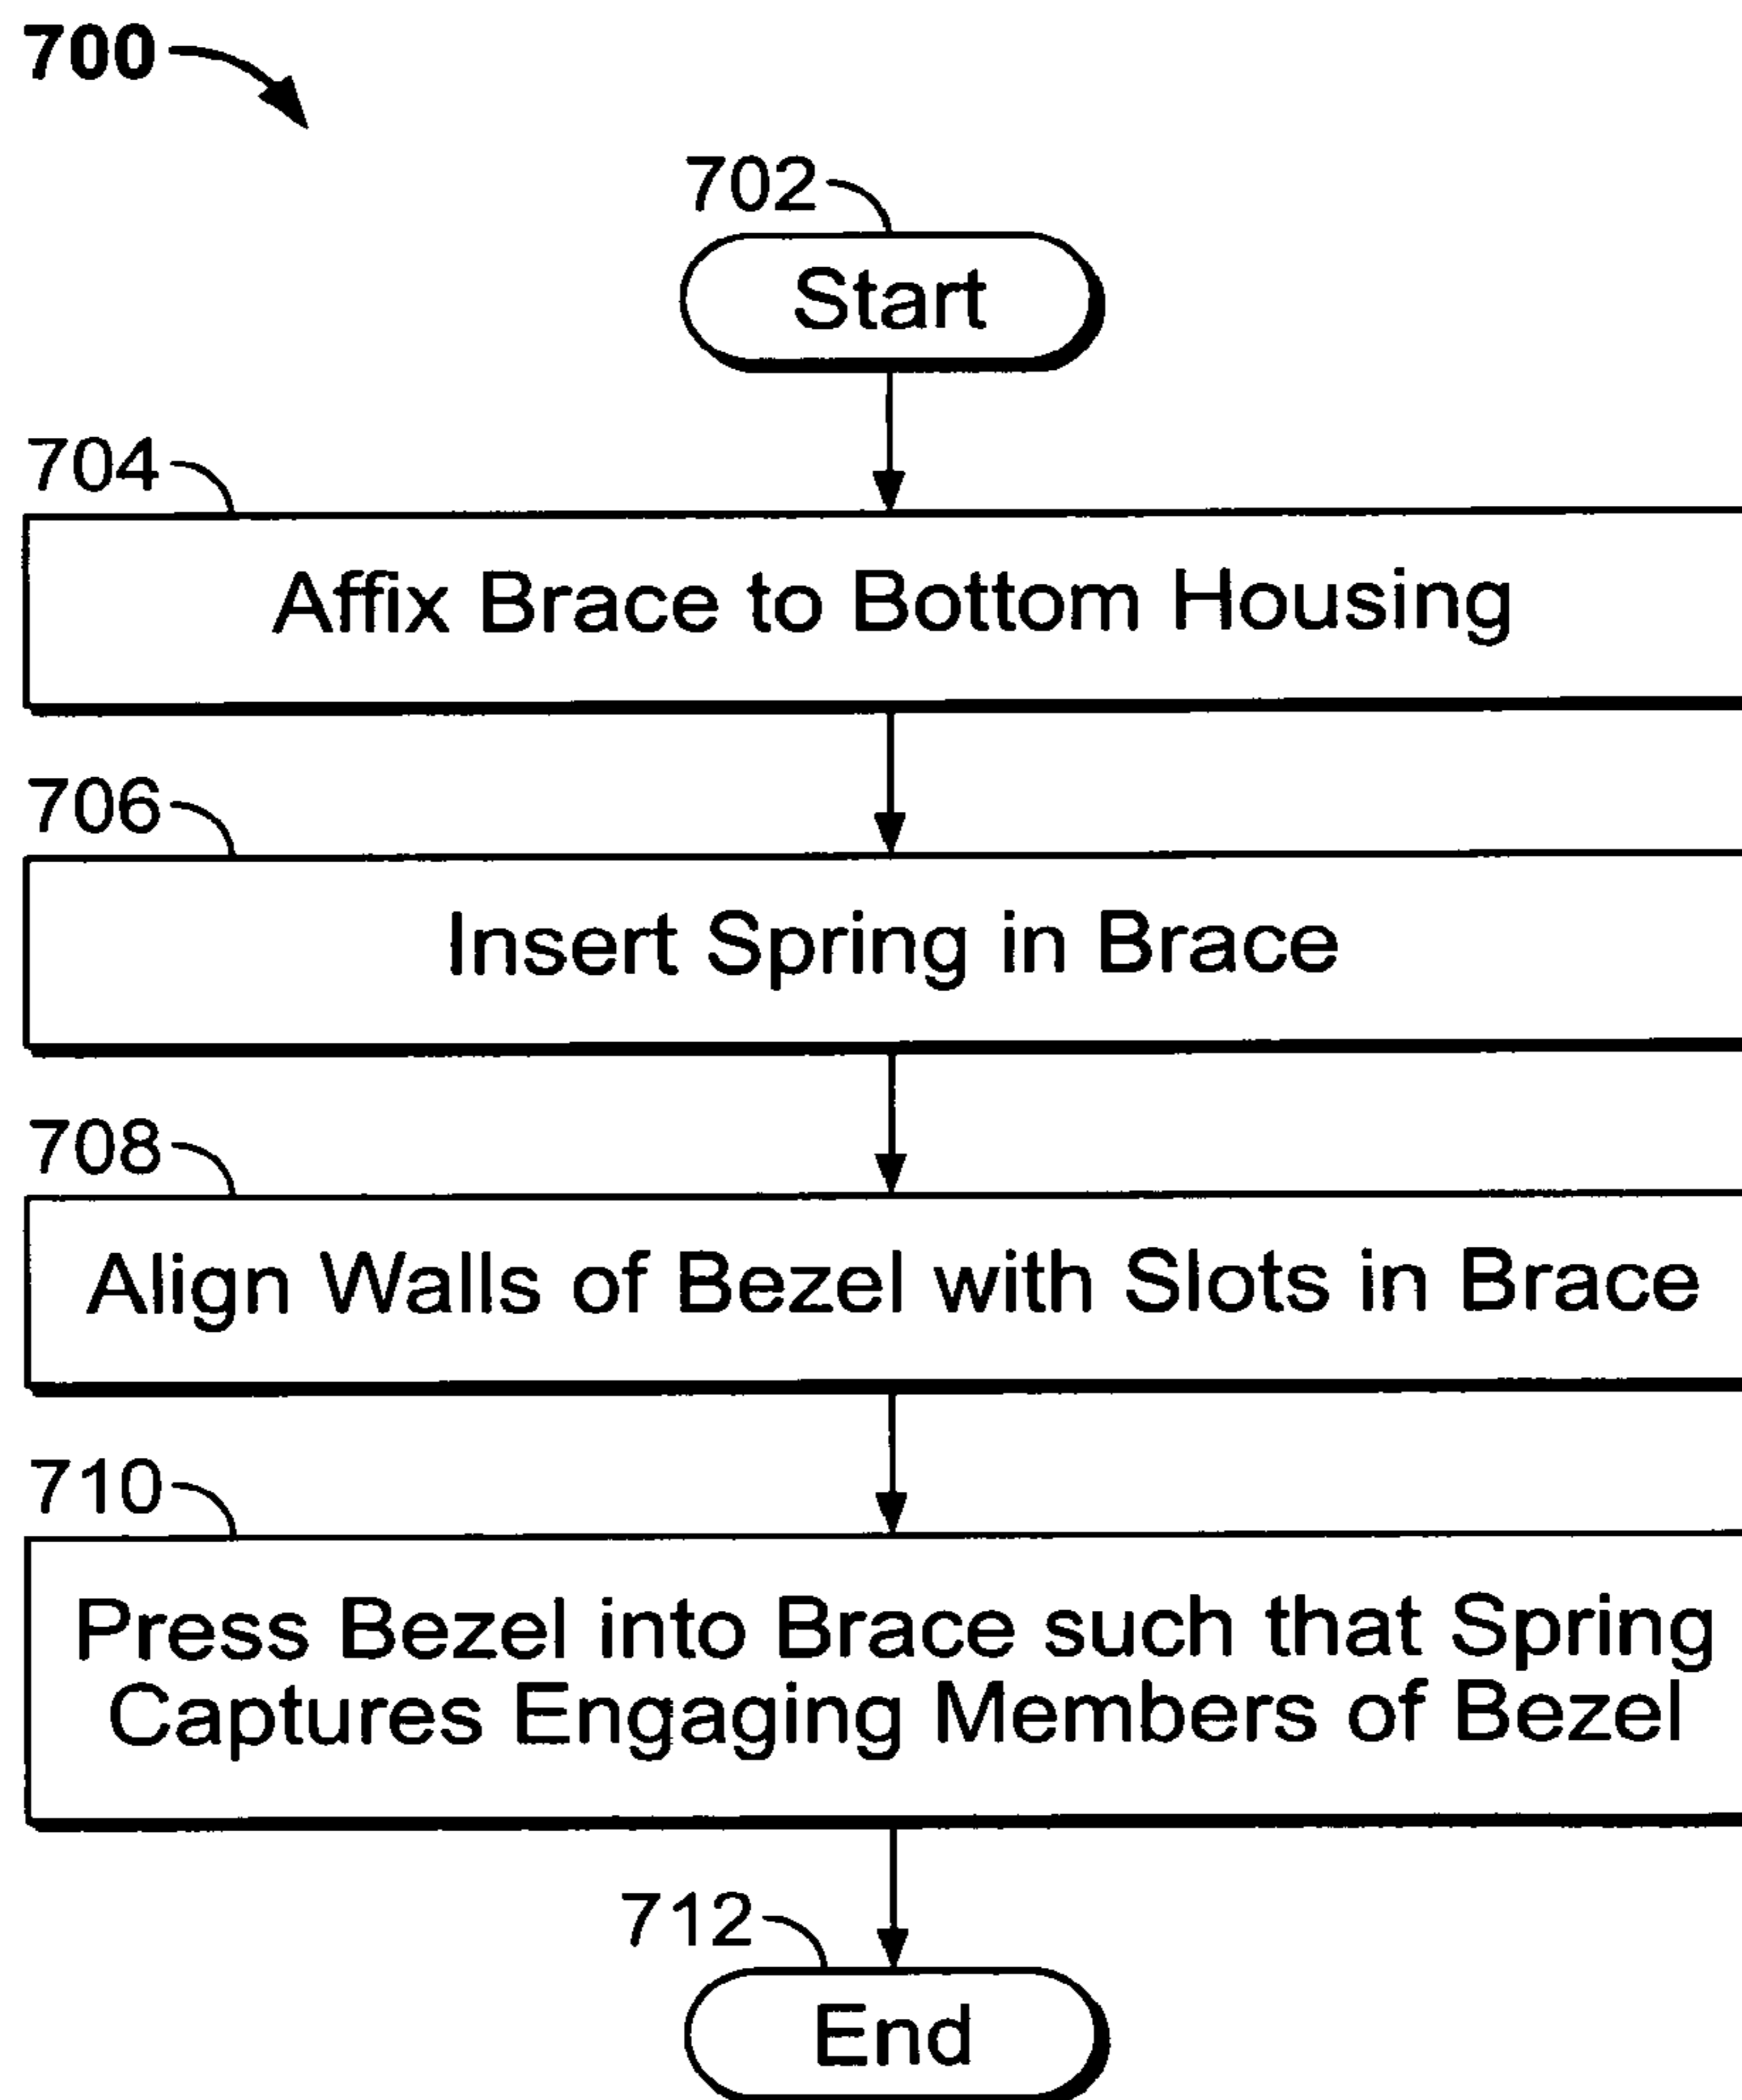 700
702
Start
704
Affix Brace to Bottom Housing
706
Insert Spring in Brace
708
Align Walls of Bezel with Slots in Brace
710
Press Bezel into Brace such that Spring
Captures Engaging Members of Bezel
712
End